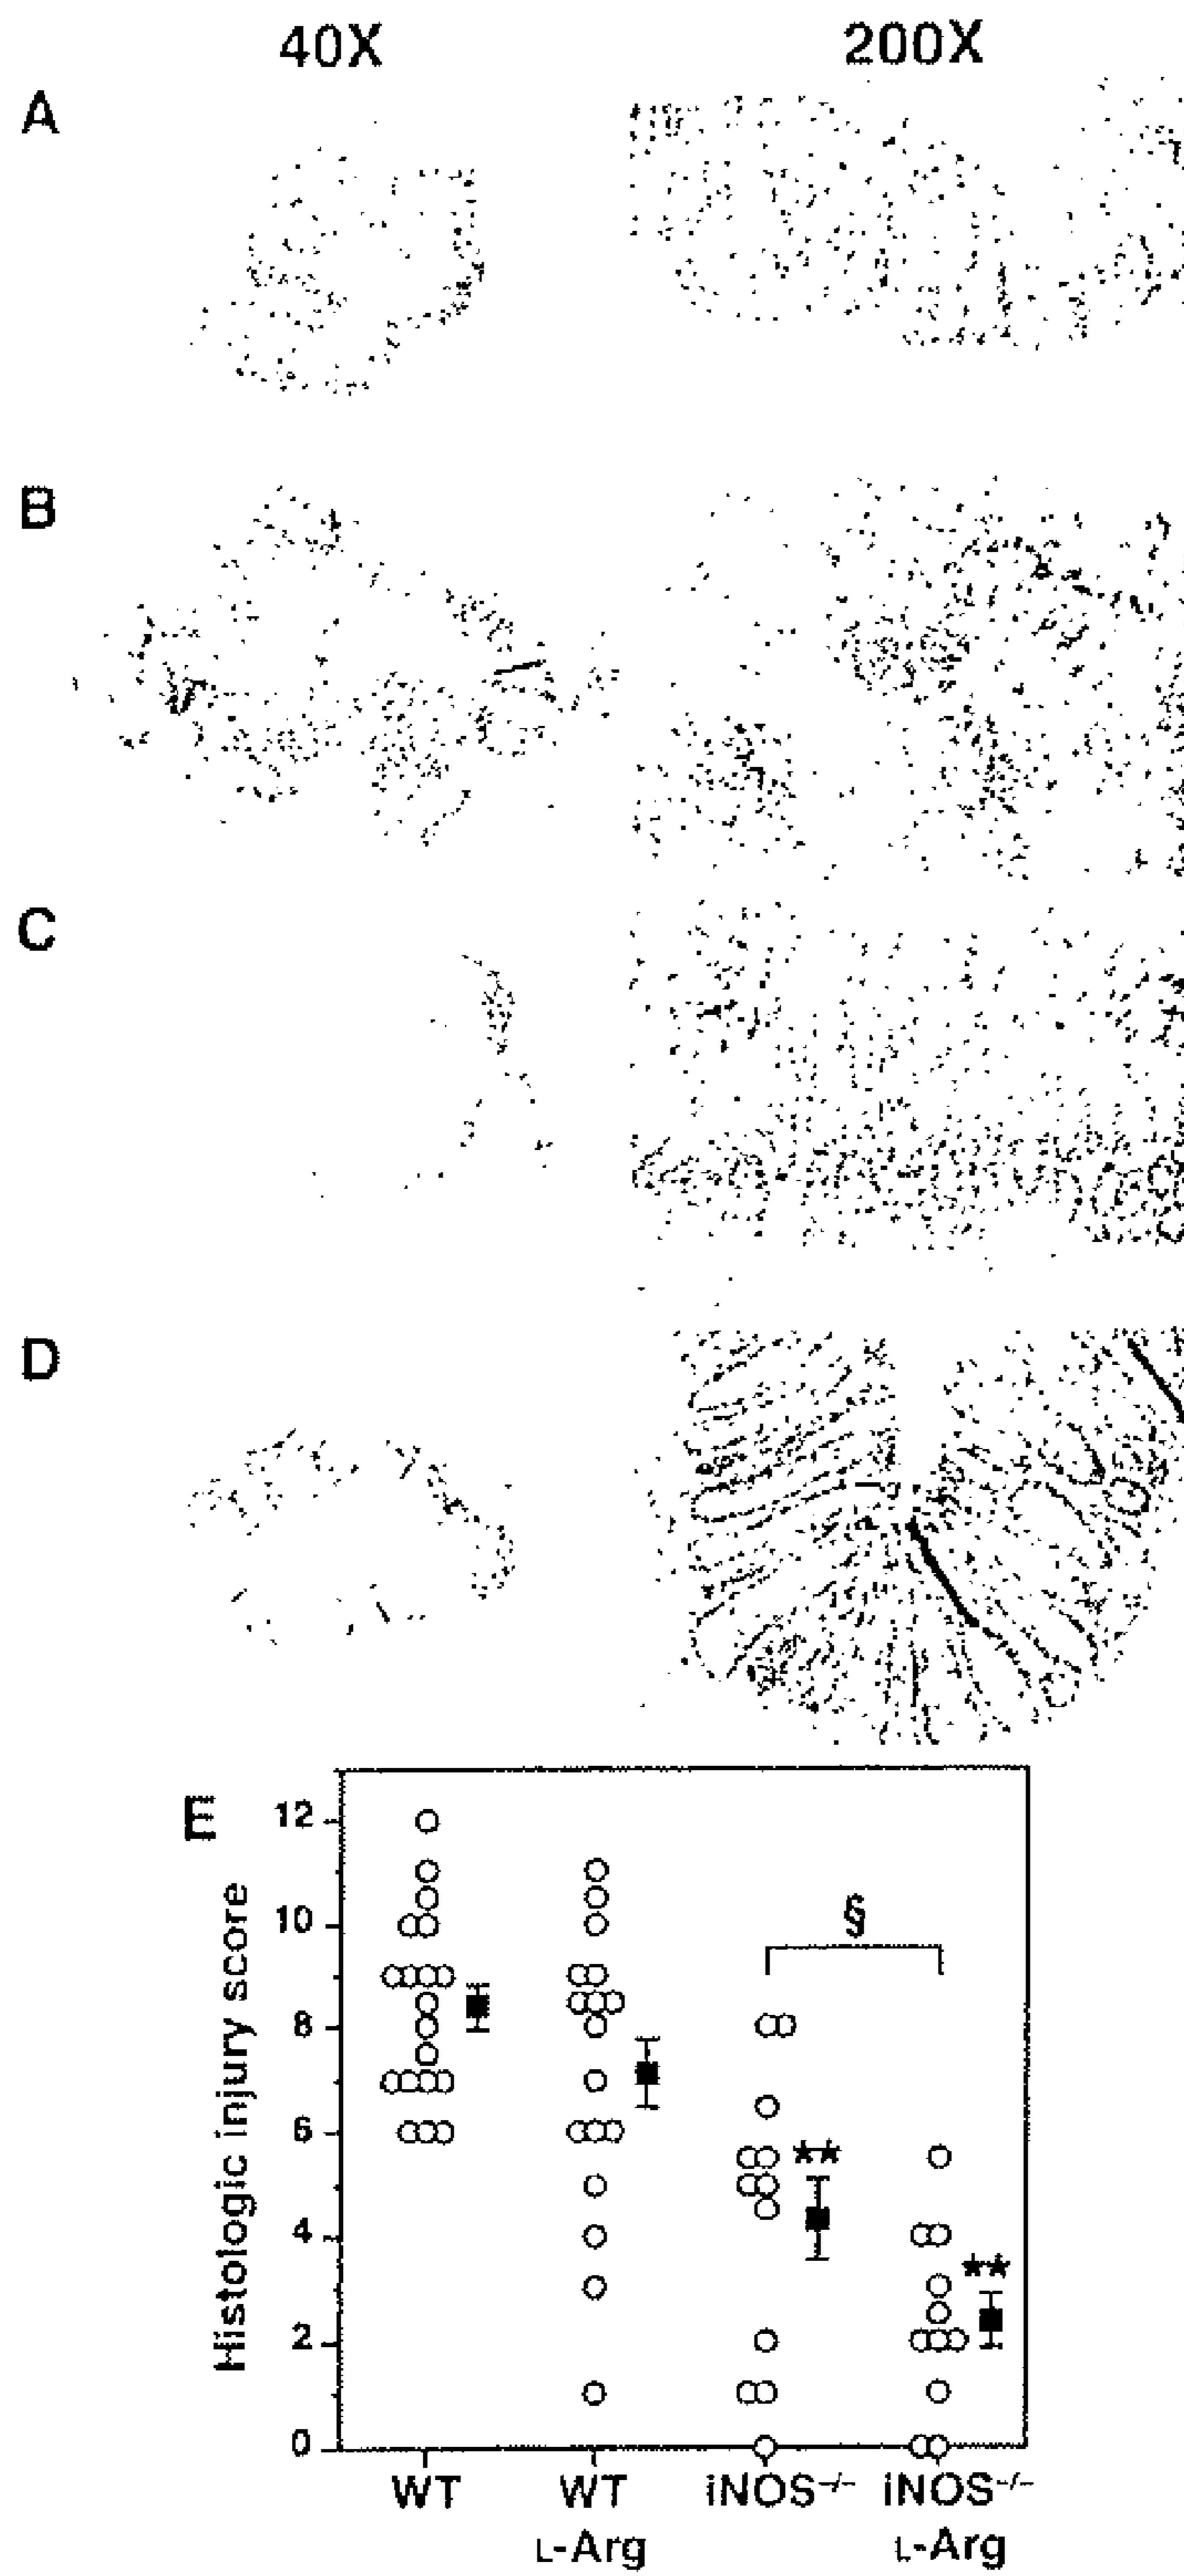 40X 200X
A
B
C
D
E
Histologic injury score
12
10
8
6
4
2
0
§
**
**
WT WT iNOS⁻/⁻ iNOS⁻/⁻
L-Arg L-Arg